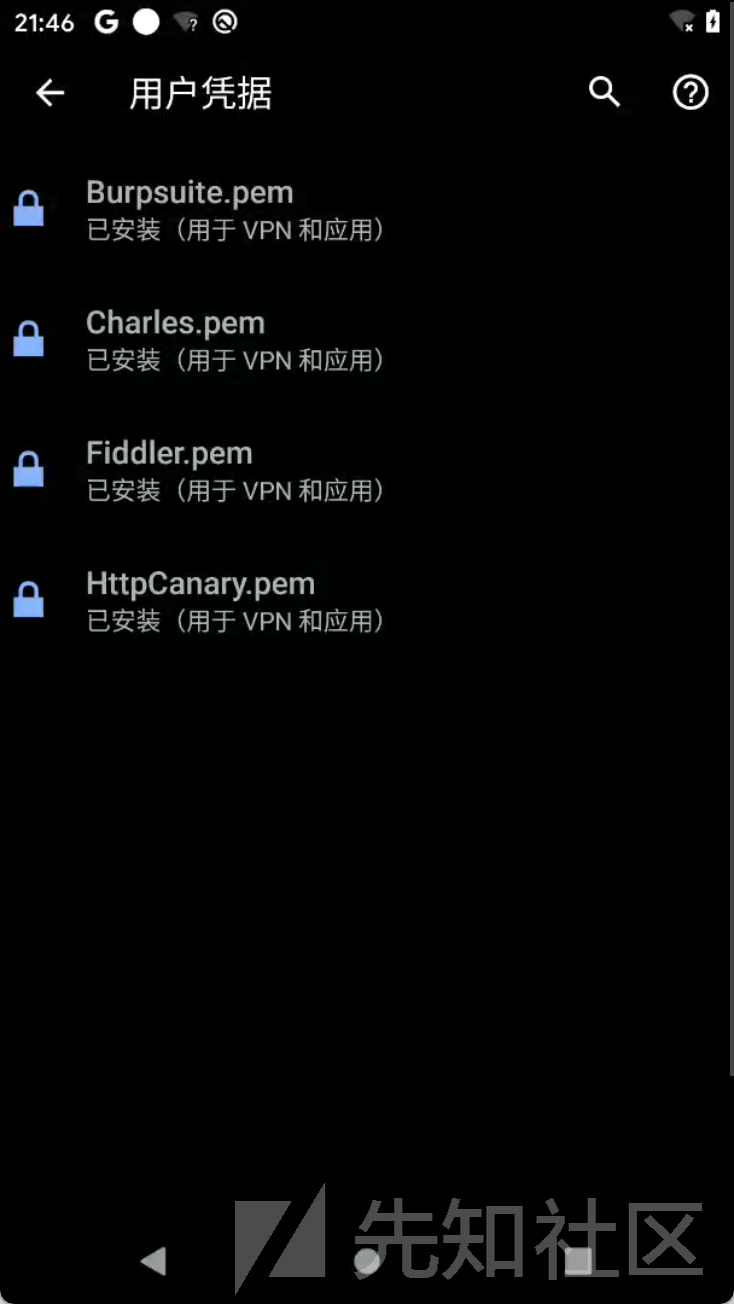 21:46
用户凭据
Burpsuite.pem
已安装（用于 VPN 和应用）
Charles.pem
已安装（用于 VPN 和应用）
Fiddler.pem
已安装（用于 VPN 和应用）
HttpCanary.pem
已安装（用于 VPN 和应用）
先知社区